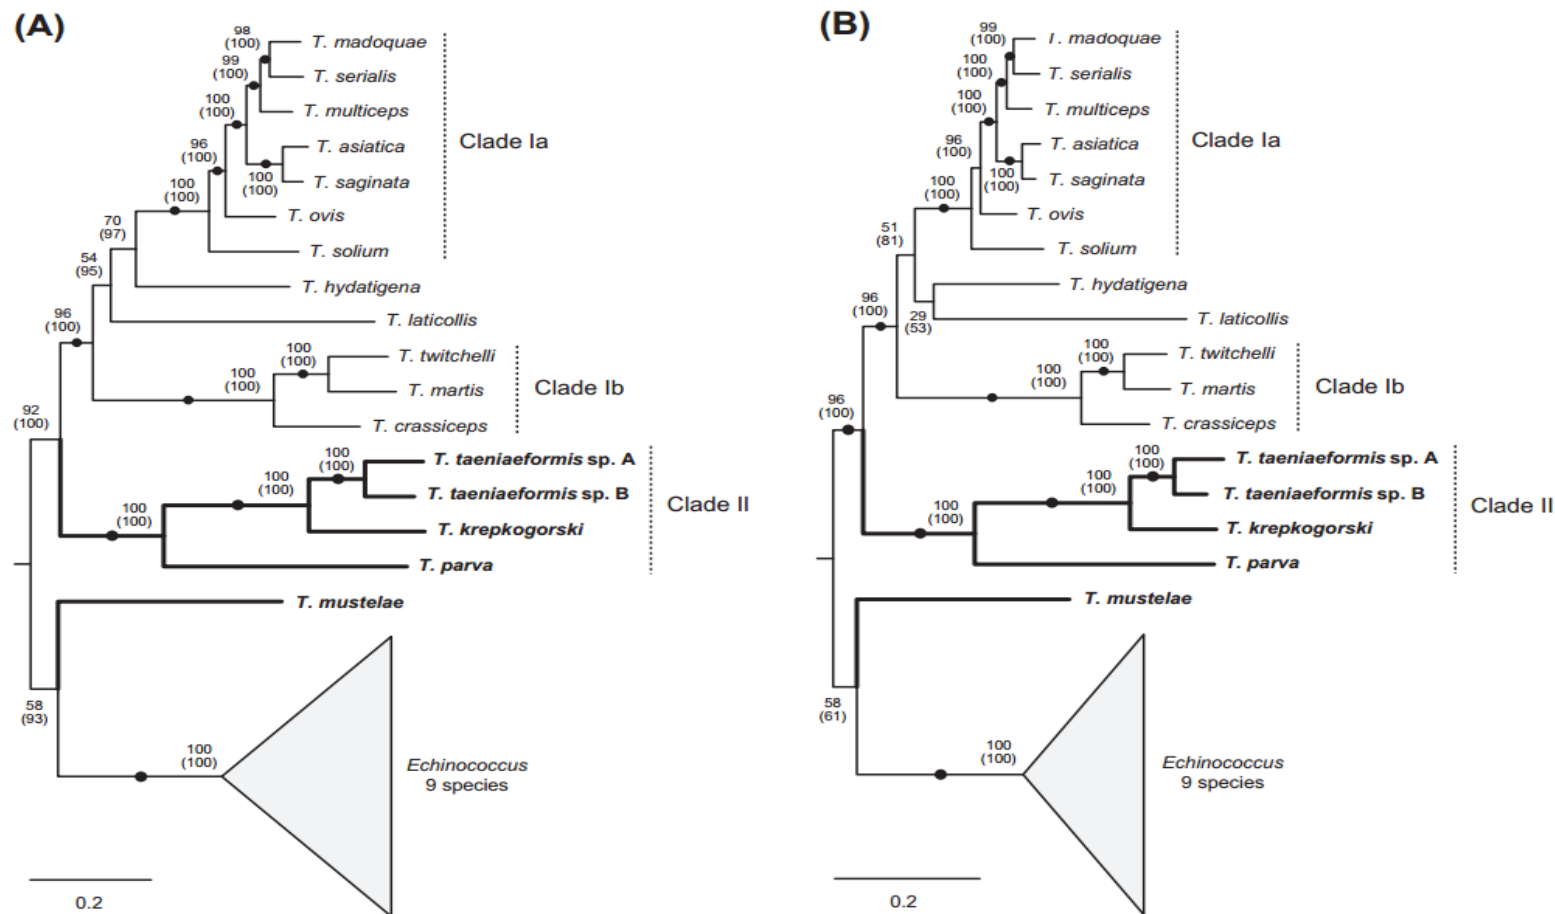 (A)
98
(100)
T. madoquae
99
(100)
T. serialis
100
(100)
T. multiceps
Clade Ia
96
(100)
T. asiatica
100
(100)
T. saginata
100
(100)
T. ovis
70
(97)
T. solium
54
(95)
T. hydatigena
96
(100)
T. laticollis
100
(100)
T. twitchelli
100
(100)
T. martis
Clade Ib
T. crassiceps
92
(100)
100
(100)
T. taeniaeformis sp. A
100
(100)
T. taeniaeformis sp. B
Clade II
100
(100)
T. krepkogorski
T. parva
T. mustelae
58
(93)
100
(100)
Echinococcus
9 species
0.2
(B)
99
(100)
I. madoquae
100
(100)
T. serialis
100
(100)
T. multiceps
Clade Ia
96
(100)
T. asiatica
100
(100)
T. saginata
100
(100)
T. ovis
51
(81)
T. solium
T. hydatigena
96
(100)
29
(53)
T. laticollis
100
(100)
T. twitchelli
100
(100)
T. martis
Clade Ib
T. crassiceps
96
(100)
100
(100)
T. taeniaeformis sp. A
100
(100)
T. taeniaeformis sp. B
Clade II
100
(100)
T. krepkogorski
T. parva
T. mustelae
58
(61)
100
(100)
Echinococcus
9 species
0.2